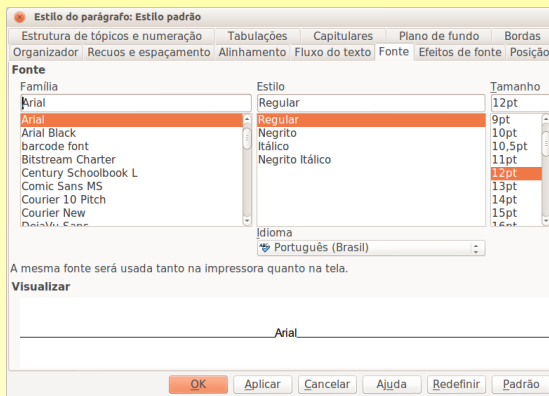 Estilo do parágrafo: Estilo padrão
Estrutura de tópicos e numeração Tabulações Capitulares Plano de fundo Bordas
Organizador Recuos e espaçamento Alinhamento Fluxo do texto Fonte Efeitos de fonte Posição
Fonte
Família Estilo Tamanho
Arial Regular 12pt
Arial Regular 9pt
Arial Black Negrito 10pt
barcode font Itálico 10,5pt
Bitstream Charter Negrito Itálico 11pt
Century Schoolbook L 12pt
Comic Sans MS 13pt
Courier 10 Pitch 14pt
Courier New 15pt
DejaVu Sans 16pt
Idioma
Português (Brasil)
A mesma fonte será usada tanto na impressora quanto na tela.
Visualizar
Arial
OK Aplicar Cancelar Ajuda Redefinir Padrão